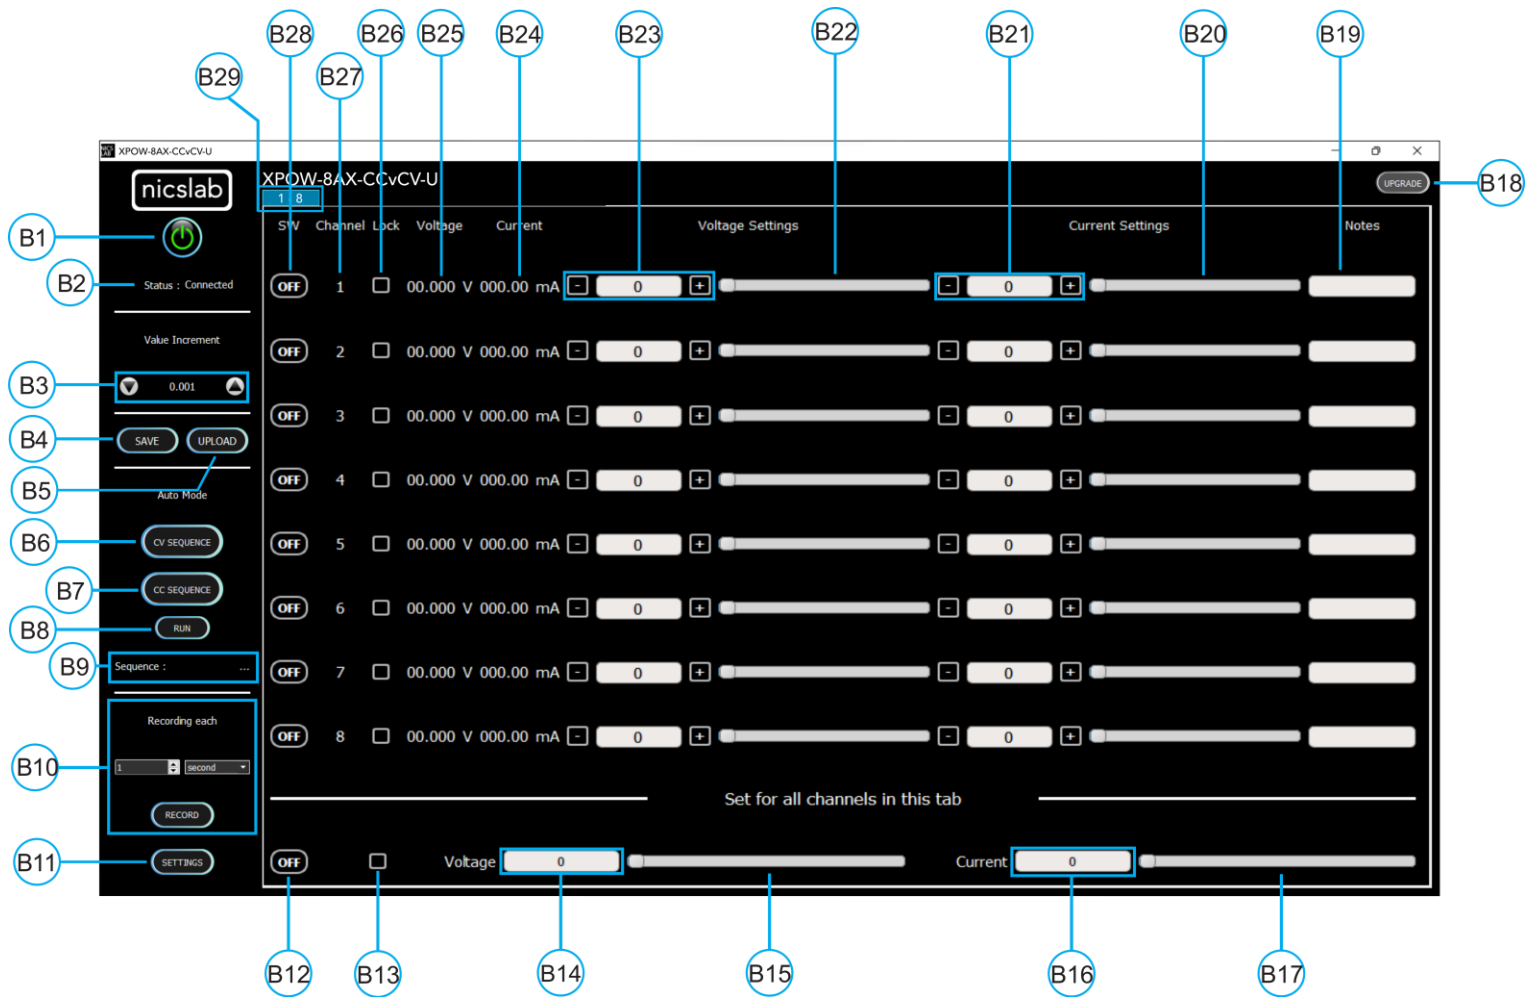 B28 B26 B25 B24 B23 B22 B21 B20 B19
B29 B27
NICS LAB XPOW-8AX-CCvCV-U
nicslab XPOW-8AX-CCvCV-U UPGRADE B18
1 8
SW Channel Lock Voltage Current Voltage Settings Current Settings Notes
B1
B2 Status : Connected
OFF 1 00.000 V 000.00 mA - 0 + - 0 +
Value Increment
OFF 2 00.000 V 000.00 mA - 0 + - 0 +
B3 0.001
OFF 3 00.000 V 000.00 mA - 0 + - 0 +
B4 SAVE UPLOAD
OFF 4 00.000 V 000.00 mA - 0 + - 0 +
B5 Auto Mode
B6 CV SEQUENCE
OFF 5 00.000 V 000.00 mA - 0 + - 0 +
B7 CC SEQUENCE
OFF 6 00.000 V 000.00 mA - 0 + - 0 +
B8 RUN
B9 Sequence : ...
OFF 7 00.000 V 000.00 mA - 0 + - 0 +
Recording each
OFF 8 00.000 V 000.00 mA - 0 + - 0 +
B10 1 second
RECORD
Set for all channels in this tab
B11 SETTINGS
OFF Voltage 0 Current 0
B12 B13 B14 B15 B16 B17